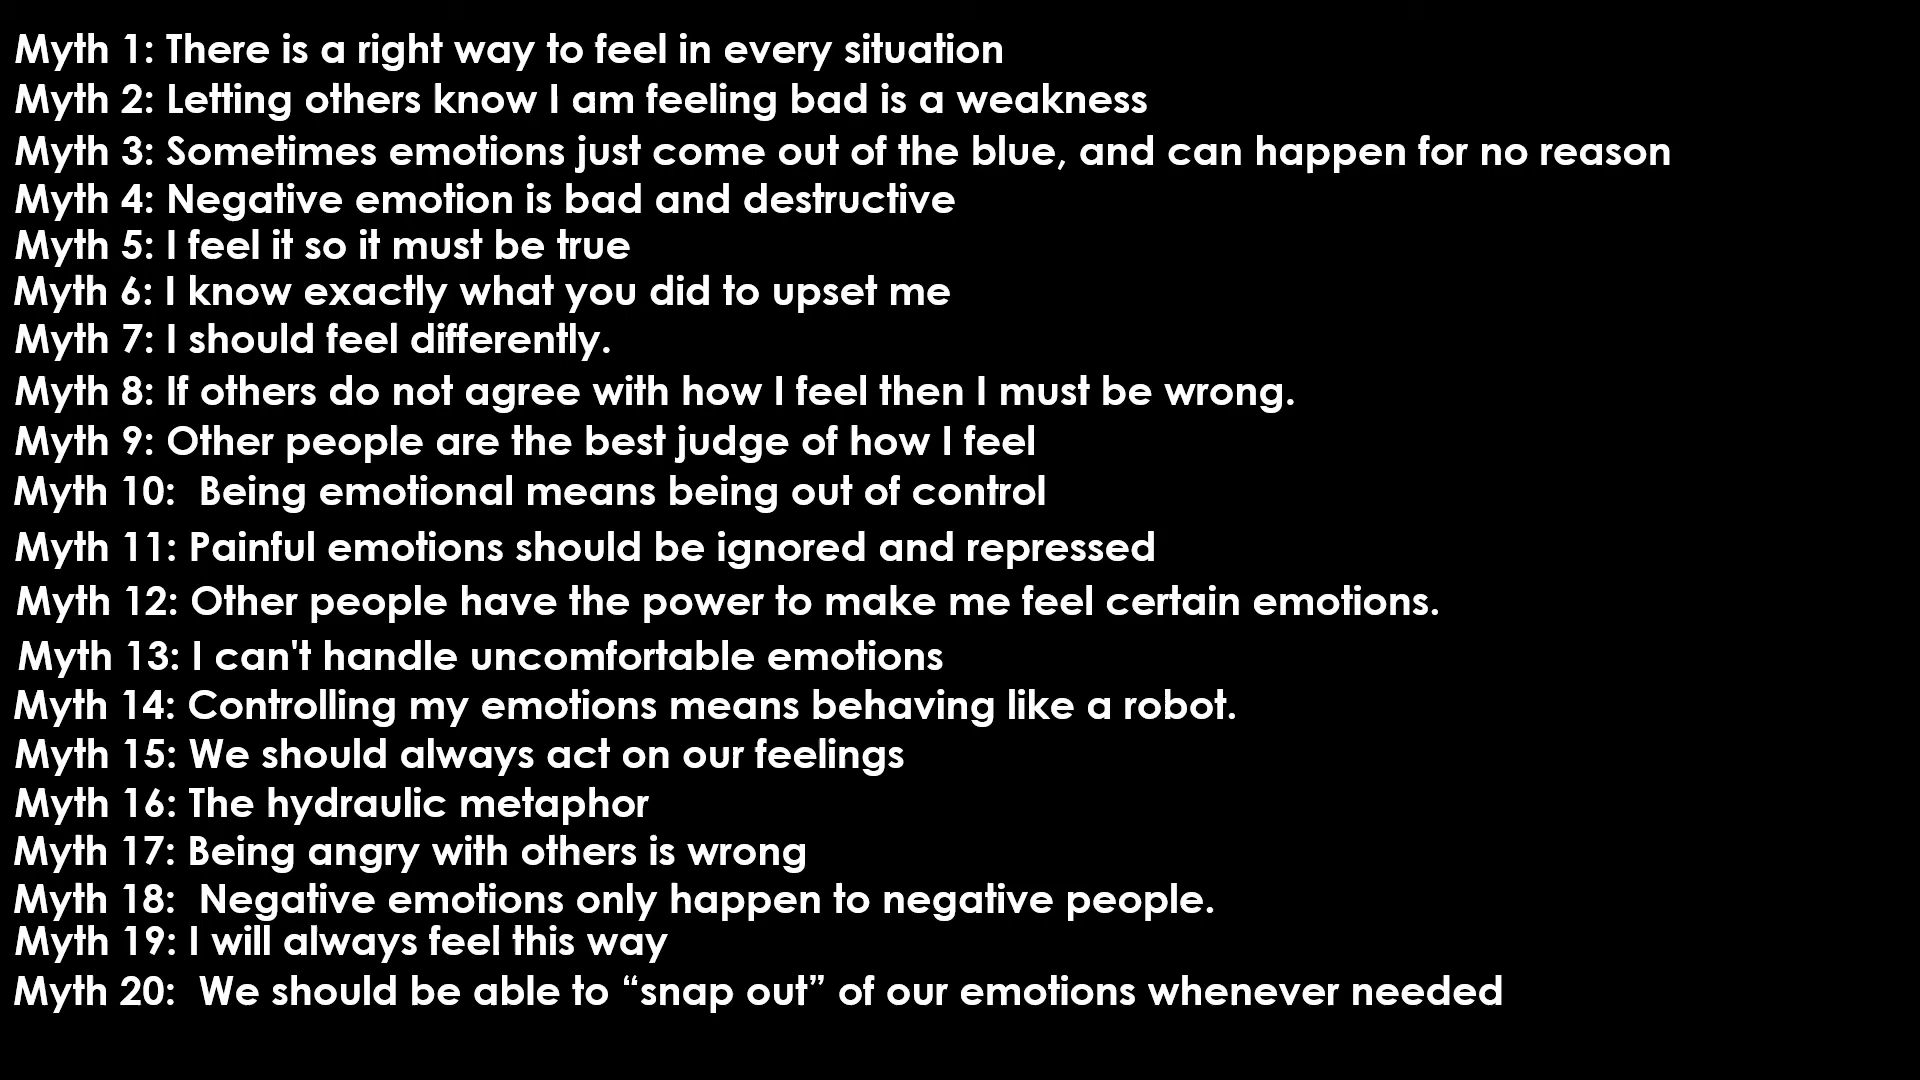 Myth 1: There is a right way to feel in every situation
Myth 2: Letting others know I am feeling bad is a weakness
Myth 3: Sometimes emotions just come out of the blue, and can happen for no reason
Myth 4: Negative emotion is bad and destructive
Myth 5: I feel it so it must be true
Myth 6: I know exactly what you did to upset me
Myth 7: I should feel differently.
Myth 8: If others do not agree with how I feel then I must be wrong.
Myth 9: Other people are the best judge of how I feel
Myth 10:  Being emotional means being out of control
Myth 11: Painful emotions should be ignored and repressed
Myth 12: Other people have the power to make me feel certain emotions.
Myth 13: I can't handle uncomfortable emotions
Myth 14: Controlling my emotions means behaving like a robot.
Myth 15: We should always act on our feelings
Myth 16: The hydraulic metaphor
Myth 17: Being angry with others is wrong
Myth 18:  Negative emotions only happen to negative people.
Myth 19: I will always feel this way
Myth 20:  We should be able to “snap out” of our emotions whenever needed